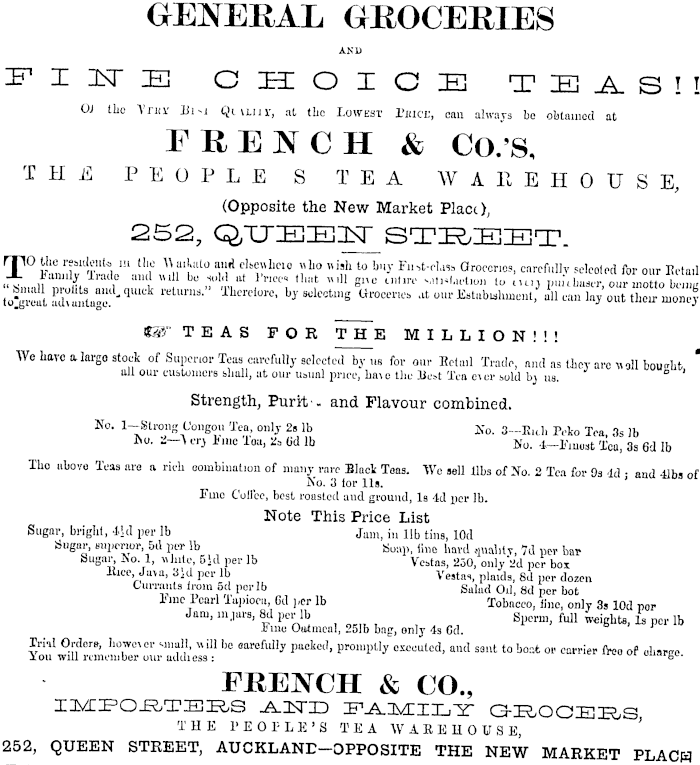 GENERAL GROCERIES
AND
FINE CHOICE TEAS!!
Of the VERY BEST QUALITY, at the LOWEST PRICE, can always be obtained at
FRENCH & CO.'S,
THE PEOPLE S TEA WAREHOUSE,
(Opposite the New Market Place),
252, QUEEN STREET.
TO the residents in the Waikato and elsewhere who wish to buy First-class Groceries, carefully selected for our Retail
Family Trade and will be sold at Prices that will give entire satisfaction to every purchaser, our motto being
"Small profits and quick returns." Therefore, by selecting Groceries at our Establishment, all can lay out their money
to great advantage.
TEAS FOR THE MILLION!!!
We have a large stock of Superior Teas carefully selected by us for our Retail Trade, and as they are well bought,
all our customers shall, at our usual price, have the Best Tea ever sold by us.
Strength, Purit and Flavour combined.
No. 1—Strong Congou Tea, only 2s lb
No. 2—Very Fine Tea, 2s 6d lb
No. 3—Rich Peko Tea, 3s lb
No. 4—Finest Tea, 3s 6d lb
The above Teas are a rich combination of many rare Black Teas. We sell 4lbs of No. 2 Tea for 9s 4d; and 4lbs of
No. 3 for 11s.
Fine Coffee, best roasted and ground, 1s 4d per lb.
Note This Price List
Sugar, bright, 4½d per lb
Sugar, superior, 5d per lb
Sugar, No. 1, white, 5½d per lb
Rice, Java, 3½d per lb
Currants from 5d per lb
Fine Pearl Tapioca, 6d per lb
Jam, in jars, 8d per lb
Jam, in 1lb tins, 10d
Soap, fine hard quality, 7d per bar
Vestas, 250, only 2d per box
Vestas, plaids, 8d per dozen
Salad Oil, 8d per bot
Tobacco, fine, only 3s 10d per
Sperm, full weights, 1s per lb
Fine Oatmeal, 25lb bag, only 4s 6d.
Trial Orders, however small, will be carefully packed, promptly executed, and sent to boat or carrier free of charge.
You will remember our address:
FRENCH & CO.,
IMPORTERS AND FAMILY GROCERS,
THE PEOPLE'S TEA WAREHOUSE,
252, QUEEN STREET, AUCKLAND—OPPOSITE THE NEW MARKET PLACE